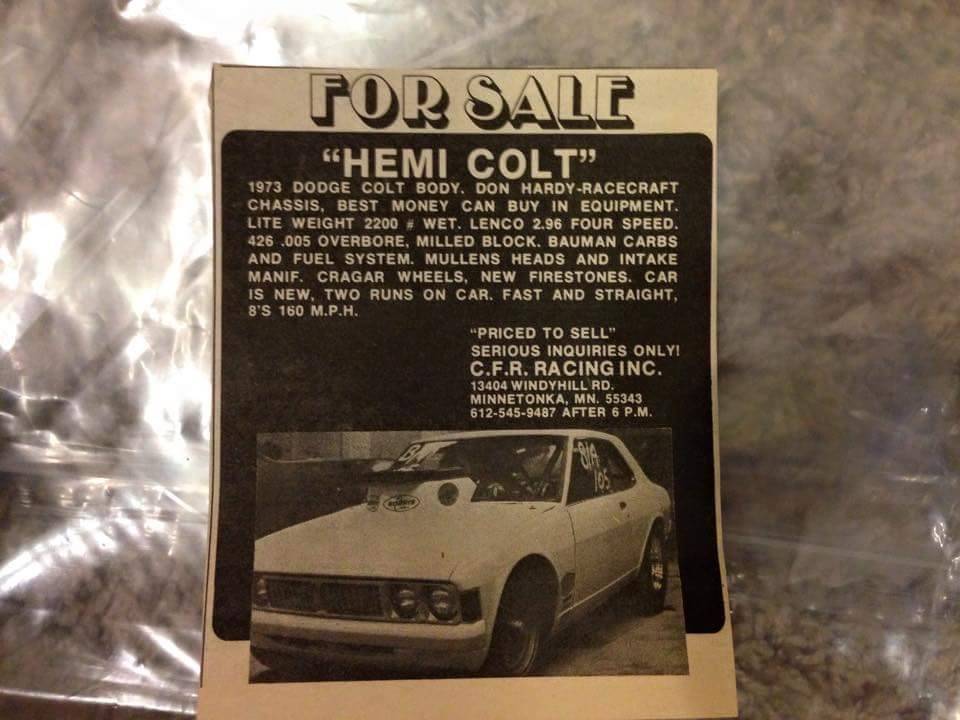 FOR SALE
"HEMI COLT"
1973 DODGE COLT BODY. DON HARDY-RACECRAFT
CHASSIS, BEST MONEY CAN BUY IN EQUIPMENT.
LITE WEIGHT 2200 # WET. LENCO 2.96 FOUR SPEED.
426 .005 OVERBORE, MILLED BLOCK. BAUMAN CARBS
AND FUEL SYSTEM. MULLENS HEADS AND INTAKE
MANIF. CRAGAR WHEELS, NEW FIRESTONES. CAR
IS NEW, TWO RUNS ON CAR. FAST AND STRAIGHT,
8'S 160 M.P.H.
"PRICED TO SELL"
SERIOUS INQUIRIES ONLY!
C.F.R. RACING INC.
13404 WINDYHILL RD.
MINNETONKA, MN. 55343
612-545-9487 AFTER 6 P.M.